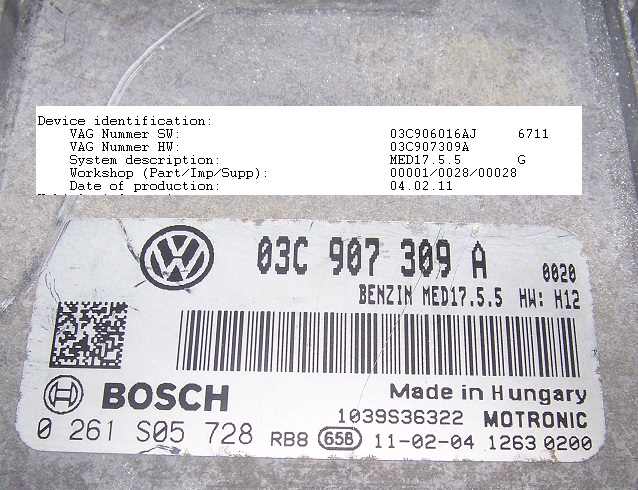 Device identification:
VAG Nummer SW: 03C906016AJ 6711
VAG Nummer HW: 03C907309A
System description: MED17.5.5 G
Workshop (Part/Imp/Supp): 00001/0028/00028
Date of production: 04.02.11
03C 907 309 A 0020
BENZIN MED17.5.5 HW: H12
BOSCH Made in Hungary
1039S36322 MOTRONIC
0 261 S05 728 RB8 658 11-02-04 1263 0200